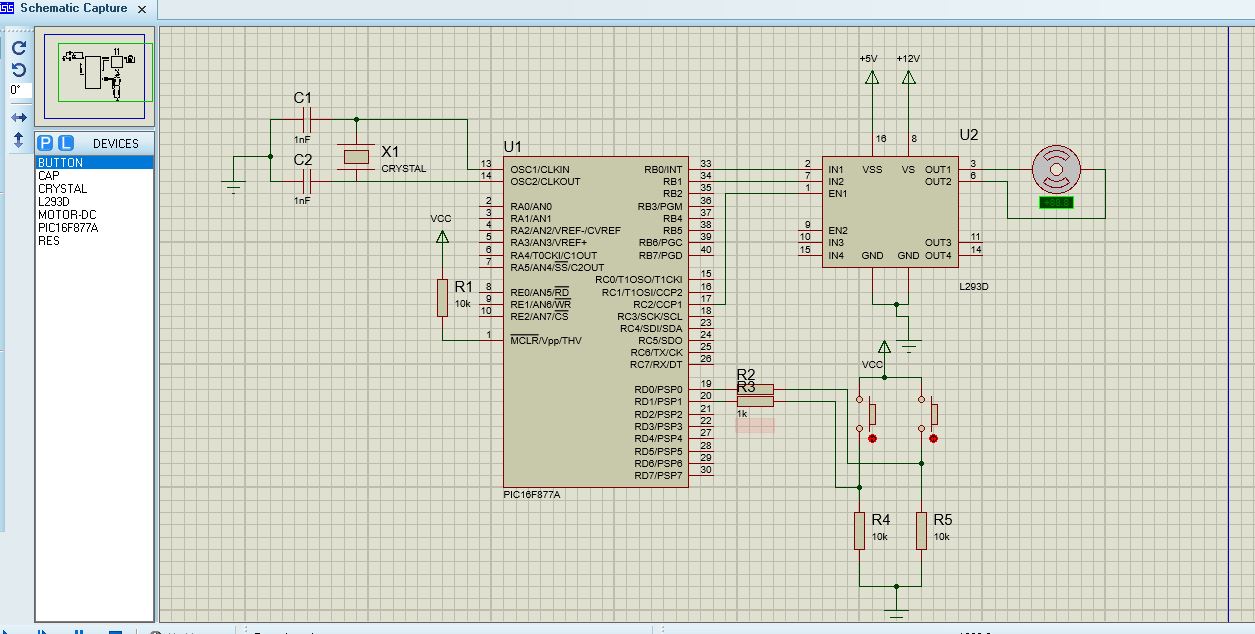 Schematic Capture
0°
P L DEVICES
BUTTON
CAP
CRYSTAL
L293D
MOTOR-DC
PIC16F877A
RES
C1
1nF
C2
1nF
X1
CRYSTAL
VCC
R1
10k
U1
13 OSC1/CLKIN
14 OSC2/CLKOUT
2 RA0/AN0
3 RA1/AN1
4 RA2/AN2/VREF-/CVREF
5 RA3/AN3/VREF+
6 RA4/T0CKI/C1OUT
7 RA5/AN4/SS/C2OUT
8 RE0/AN5/RD
9 RE1/AN6/WR
10 RE2/AN7/CS
1 MCLR/Vpp/THV
RB0/INT 33
RB1 34
RB2 35
RB3/PGM 36
RB4 37
RB5 38
RB6/PGC 39
RB7/PGD 40
RC0/T1OSO/T1CKI 15
RC1/T1OSI/CCP2 16
RC2/CCP1 17
RC3/SCK/SCL 18
RC4/SDI/SDA 23
RC5/SDO 24
RC6/TX/CK 25
RC7/RX/DT 26
RD0/PSP0 19
RD1/PSP1 20
RD2/PSP2 21
RD3/PSP3 22
RD4/PSP4 27
RD5/PSP5 28
RD6/PSP6 29
RD7/PSP7 30
PIC16F877A
+5V +12V
16 8
U2
2 IN1 VSS VS OUT1 3
7 IN2 OUT2 6
1 EN1
9 EN2
10 IN3 OUT3 11
15 IN4 GND GND OUT4 14
L293D
R2
R3
1k
VCC
R4
10k
R5
10k